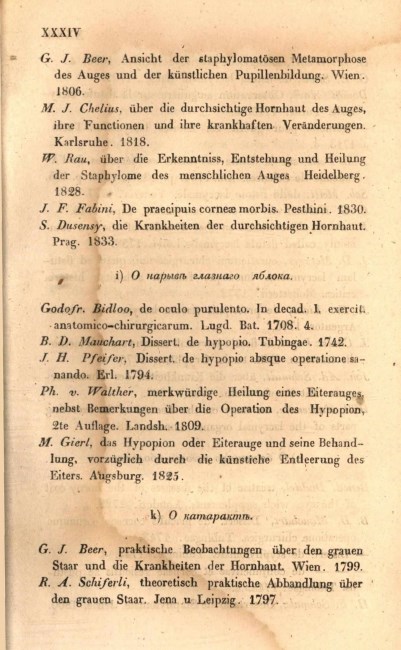 XXXIV
G. J. Beer, Ansicht der staphylomatösen Metamorphose
des Auges und der künstlichen Pupillenbildung. Wien.
1806.
M. J. Chelius, über die durchsichtige Hornhaut des Auges,
ihre Functionen und ihre krankhaften Veränderungen.
Karlsruhe. 1818.
W. Rau, über die Erkenntniss, Entstehung und Heilung
der Staphylome des menschlichen Auges Heidelberg.
1828.
J. F. Fabini, De praecipuis corneæ morbis. Pesthini. 1830.
S. Dusensy, die Krankheiten der durchsichtigen Hornhaut.
Prag. 1833.
i) О нарывѣ глазнаго яблока.
Godofr. Bidloo, de oculo purulento. In decad. I. exercit.
anatomico-chirurgicarum. Lugd. Bat. 1708. 4.
B. D. Mauchart, Dissert. de hypopio. Tubingae. 1742.
J. H. Pfeifer, Dissert. de hypopio absque operatione sa-
nando. Erl. 1794.
Ph. v. Walther, merkwürdige Heilung eines Eiterauges,
nebst Bemerkungen über die Operation des Hypopion,
2te Auflage. Landsh. 1809.
M. Gierl, das Hypopion oder Eiterauge und seine Behand-
lung, vorzüglich durch die künstiche Entleerung des
Eiters. Augsburg. 1825.
k) О катарактѣ.
G. J. Beer, praktische Beobachtungen über den grauen
Staar und die Krankheiten der Hornhaut. Wien. 1799.
R. A. Schiferli, theoretisch praktische Abhandlung über
den grauen Staar. Jena u Leipzig. 1797.